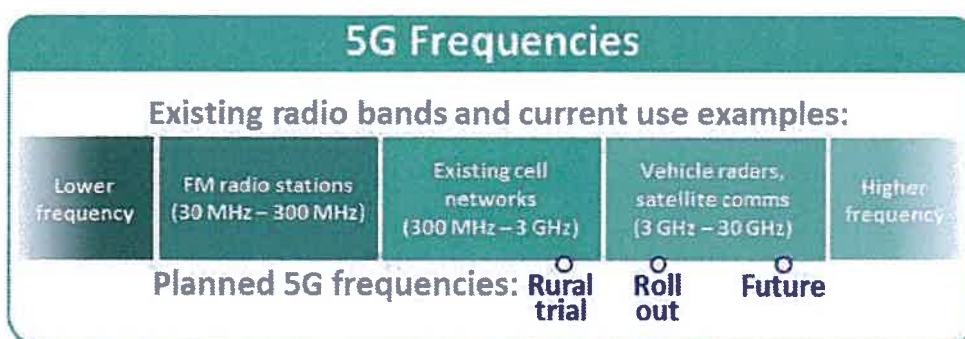 5G Frequencies
Existing radio bands and current use examples:
Lower
frequency
FM radio stations
(30 MHz – 300 MHz)
Existing cell
networks
(300 MHz – 3 GHz)
Vehicle radars,
satellite comms
(3 GHz – 30 GHz)
Higher
frequency
Planned 5G frequencies:
Rural
trial
Roll
out
Future